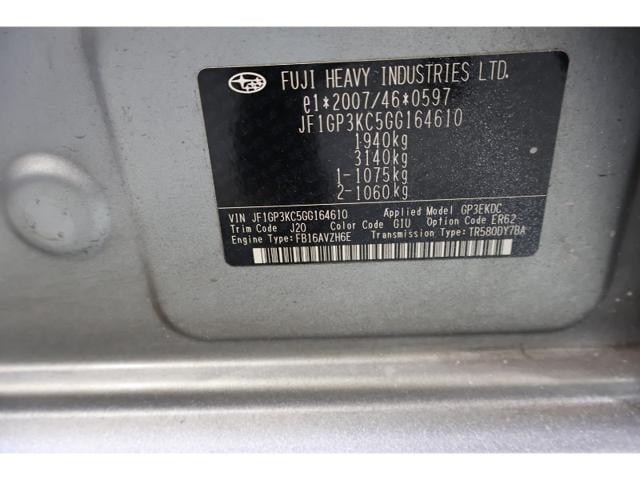 FUJI HEAVY INDUSTRIES LTD.
e1*2007/46*0597
JF1GP3KC5GG164610
1940kg
3140kg
1-1075kg
2-1060kg
VIN JF1GP3KC5GG164610 Applied Model GP3EKDC
Trim Code J20 Color Code G1U Option Code ER62
Engine Type:FB16AVZH6E Transmission Type:TR580DY7BA